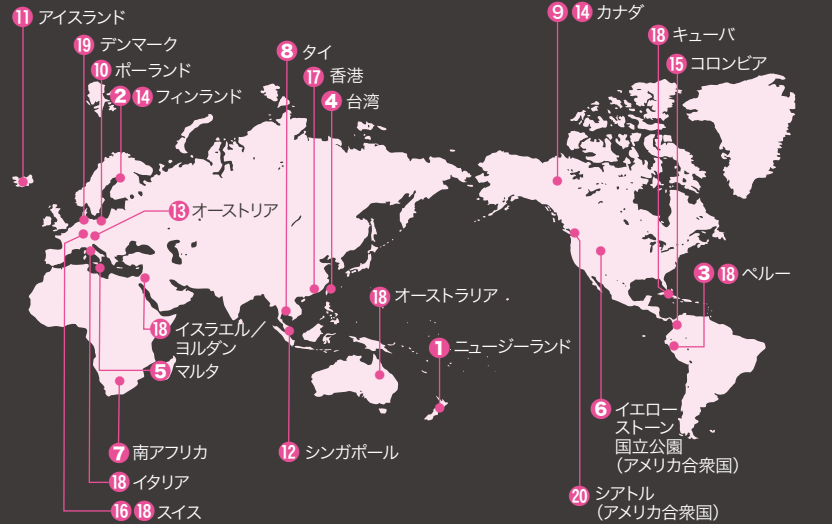 ⑪ アイスランド
⑲ デンマーク
⑩ ポーランド
② ⑭ フィンランド
⑧ タイ
⑰ 香港
④ 台湾
⑨ ⑭ カナダ
⑱ キューバ
⑮ コロンビア
⑬ オーストリア
③ ⑱ ペルー
⑱ オーストラリア
⑱ イスラエル／
ヨルダン
⑤ マルタ
① ニュージーランド
⑥ イエロー
ストーン
国立公園
（アメリカ合衆国）
⑦ 南アフリカ
⑫ シンガポール
⑱ イタリア
⑯ ⑱ スイス
⑳ シアトル
（アメリカ合衆国）